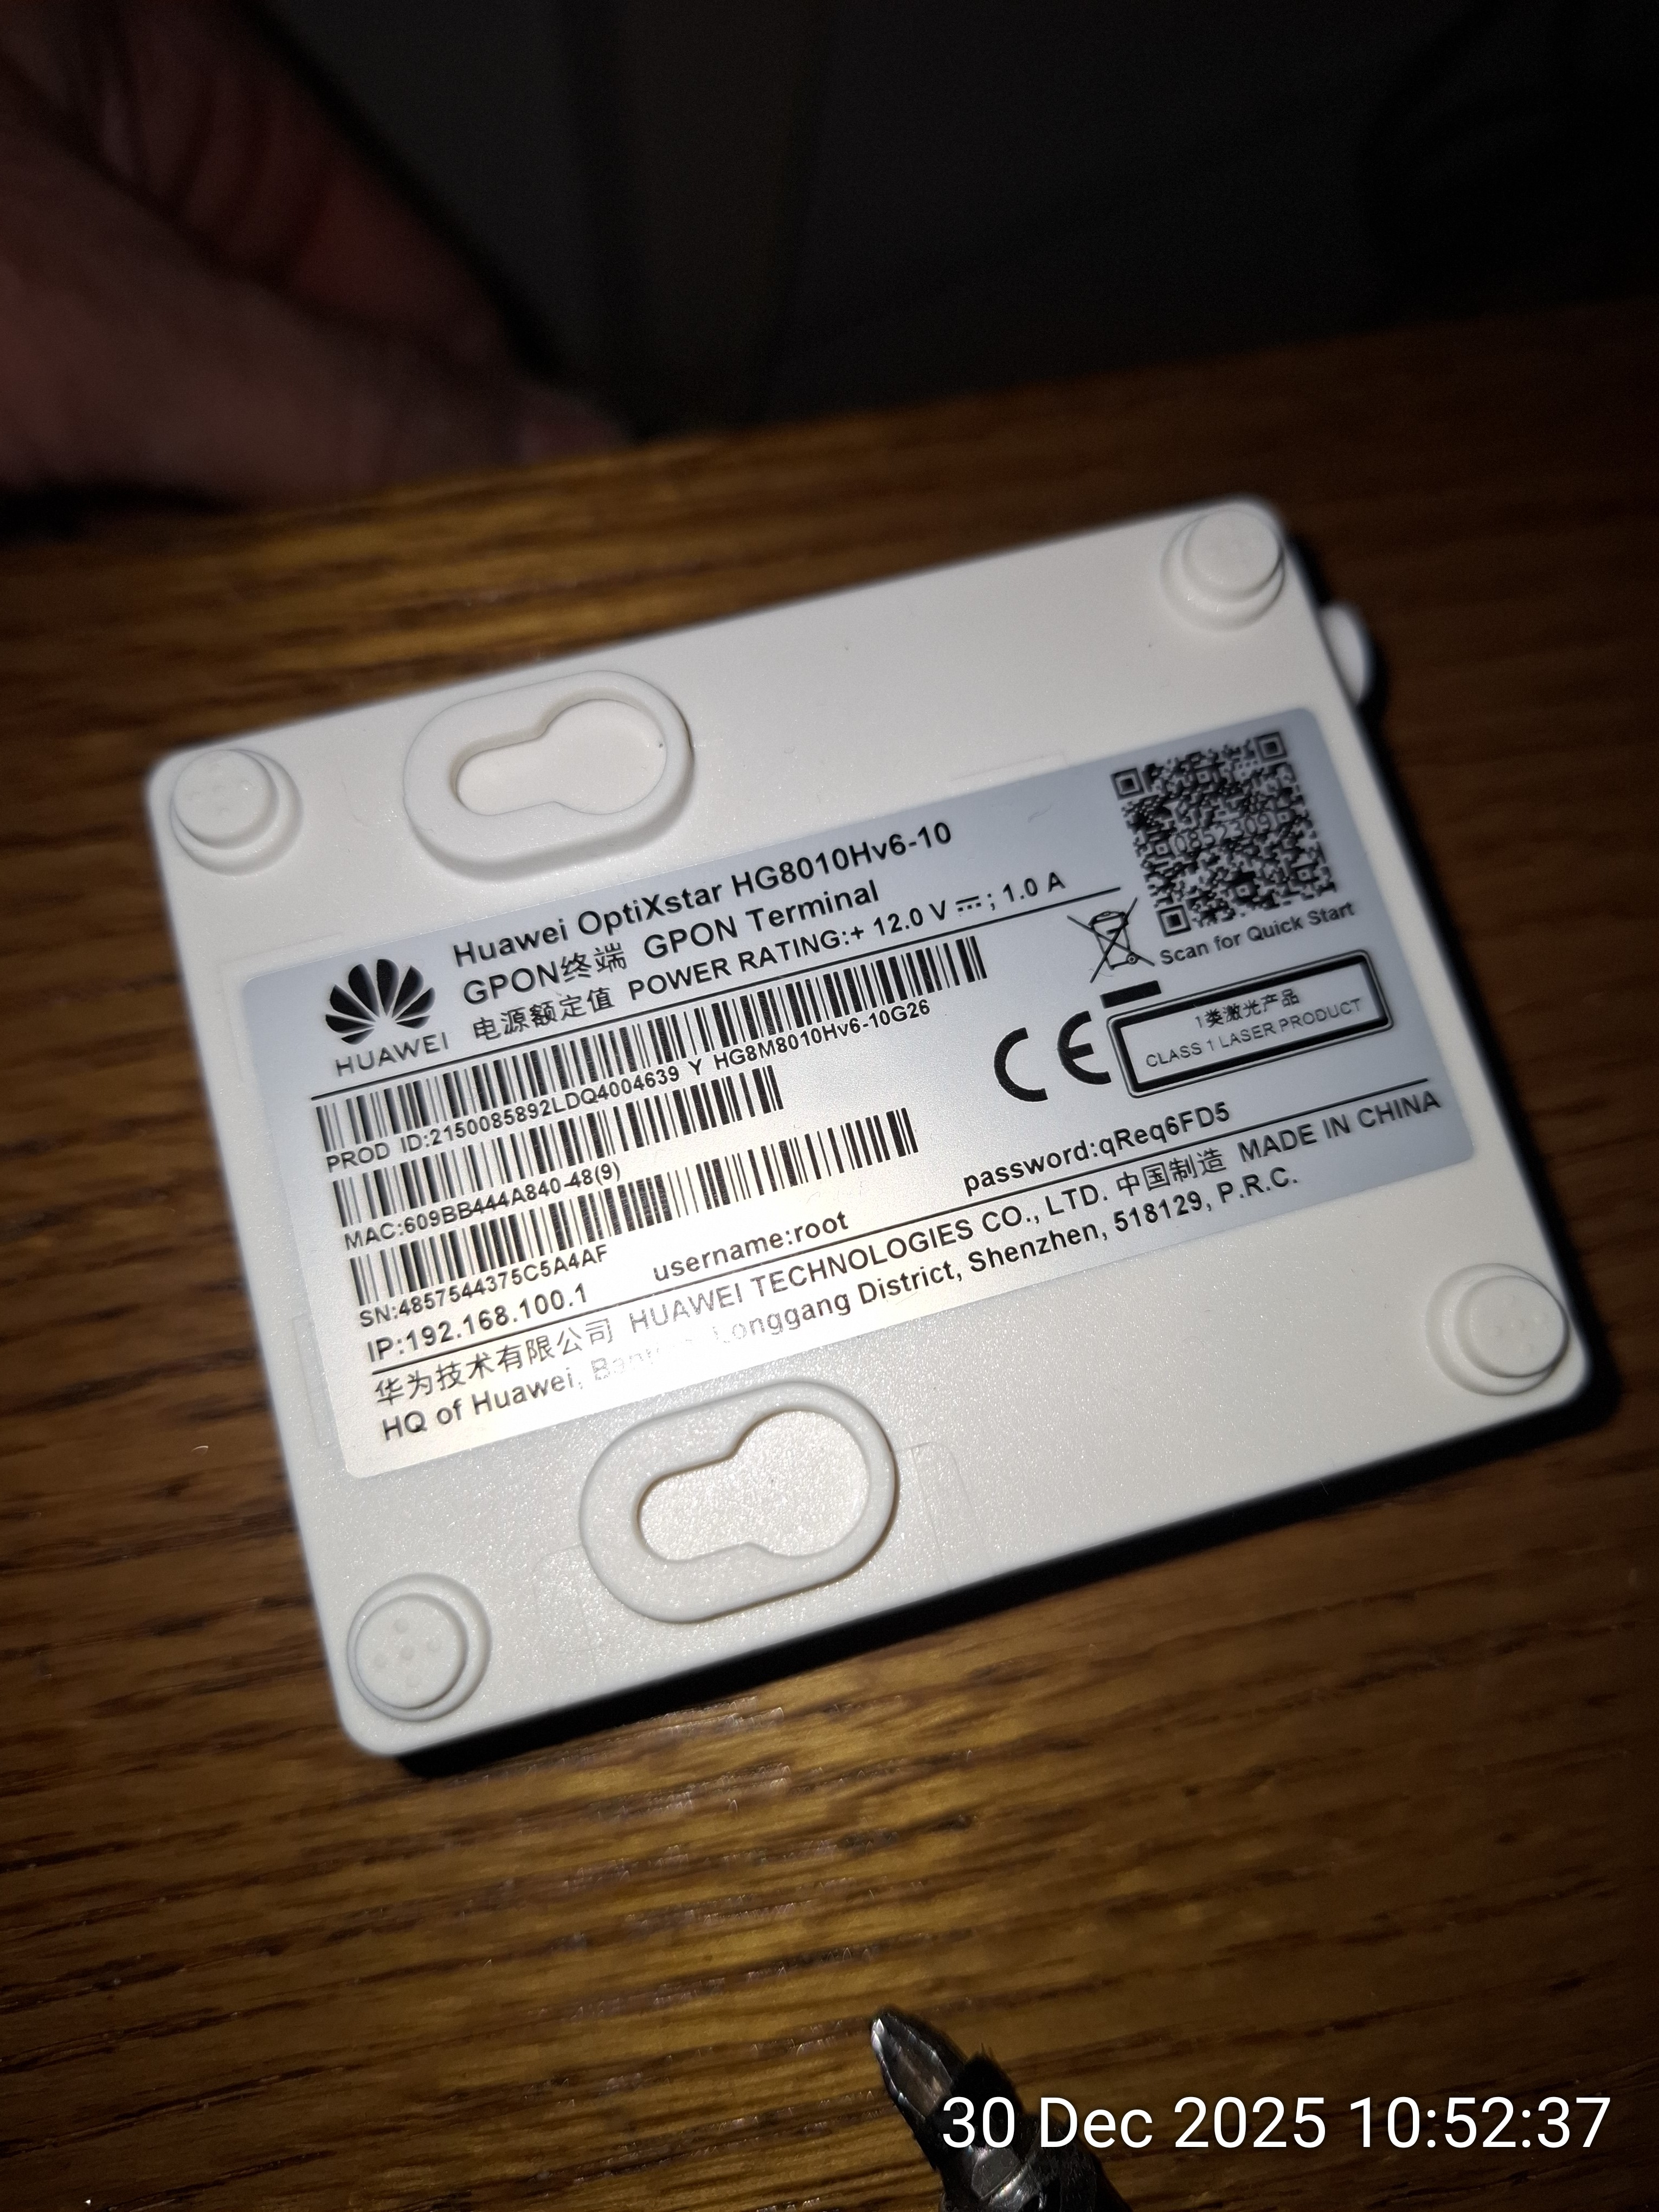 Huawei OptiXstar HG8010Hv6-10
GPON终端 GPON Terminal
电源额定值 POWER RATING:+ 12.0 V ⎓; 1.0 A
HUAWEI
(0852309)
Scan for Quick Start
PROD ID:2150085892LDQ4004639 Y HG8M8010Hv6-10G26
MAC:609BB444A840-48(9)
SN:4857544375C5A4AF
CE
1类激光产品
CLASS 1 LASER PRODUCT
IP:192.168.100.1 username:root password:qReq6FD5
华为技术有限公司 HUAWEI TECHNOLOGIES CO., LTD. 中国制造 MADE IN CHINA
HQ of Huawei, Longgang District, Shenzhen, 518129, P.R.C.
30 Dec 2025 10:52:37